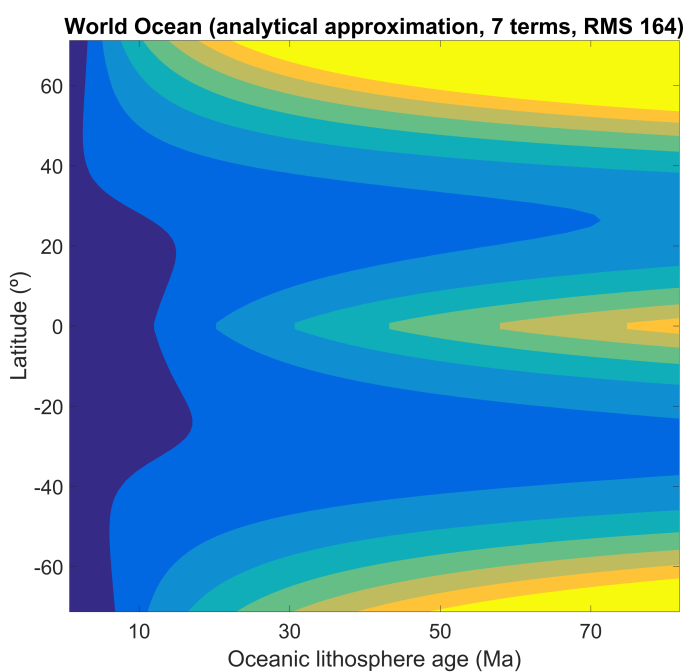 World Ocean (analytical approximation, 7 terms, RMS 164)
Latitude (º)
60
40
20
0
-20
-40
-60
10 30 50 70
Oceanic lithosphere age (Ma)